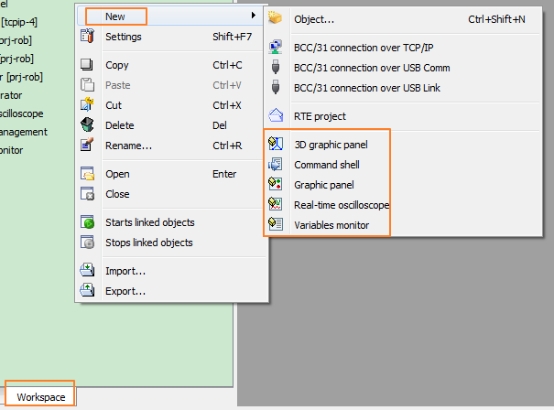 el
[tcpip-4]
prj-rob]
prj-rob]
r [prj-rob]
rator
scilloscope
anagement
onitor
New
Settings Shift+F7
Copy Ctrl+C
Paste Ctrl+V
Cut Ctrl+X
Delete Del
Rename... Ctrl+R
Open Enter
Close
Starts linked objects
Stops linked objects
Import...
Export...
Object... Ctrl+Shift+N
BCC/31 connection over TCP/IP
BCC/31 connection over USB Comm
BCC/31 connection over USB Link
RTE project
3D graphic panel
Command shell
Graphic panel
Real-time oscilloscope
Variables monitor
Workspace